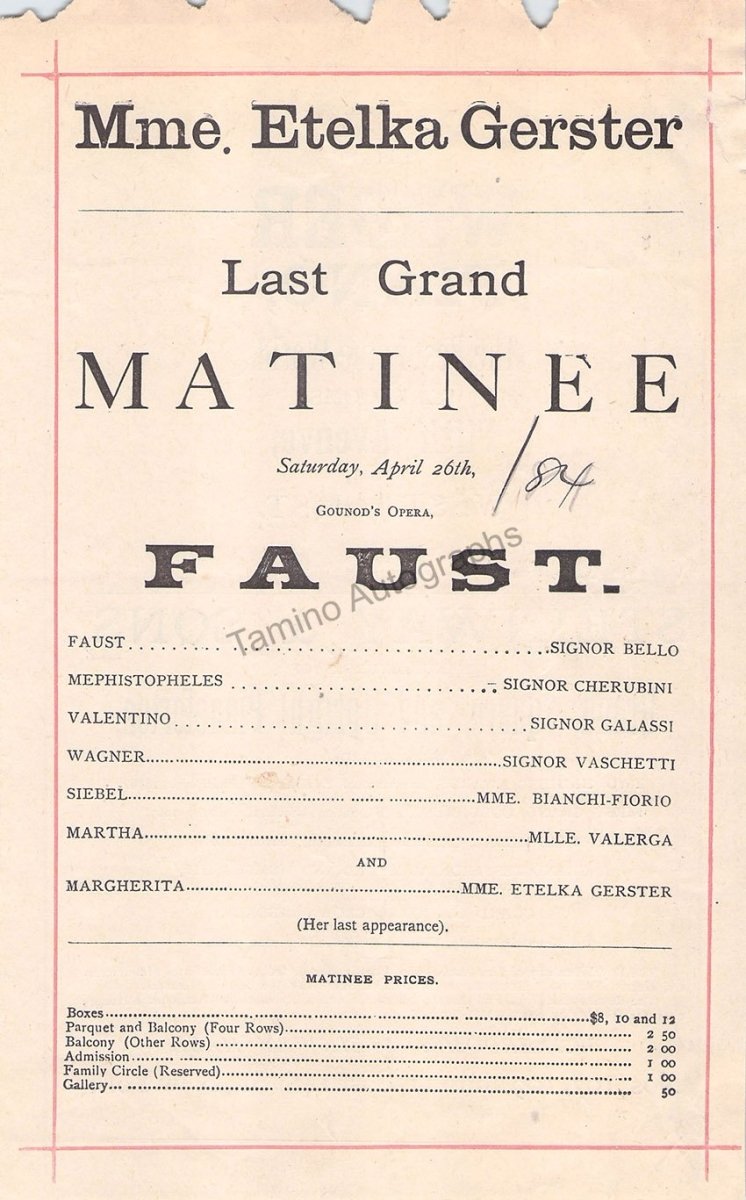 Mme. Etelka Gerster
Last Grand
MATINEE
Saturday, April 26th, /84
GOUNOD'S OPERA,
FAUST.
Tamino Autographs
FAUST..........SIGNOR BELLO
MEPHISTOPHELES..........SIGNOR CHERUBINI
VALENTINO..........SIGNOR GALASSI
WAGNER..........SIGNOR VASCHETTI
SIEBEL..........MME. BIANCHI-FIORIO
MARTHA..........MLLE. VALERGA
AND
MARGHERITA..........MME. ETELKA GERSTER
(Her last appearance).
MATINEE PRICES.
Boxes..........$8, 10 and 12
Parquet and Balcony (Four Rows)..........2 50
Balcony (Other Rows)..........2 00
Admission..........1 00
Family Circle (Reserved)..........1 00
Gallery..........50